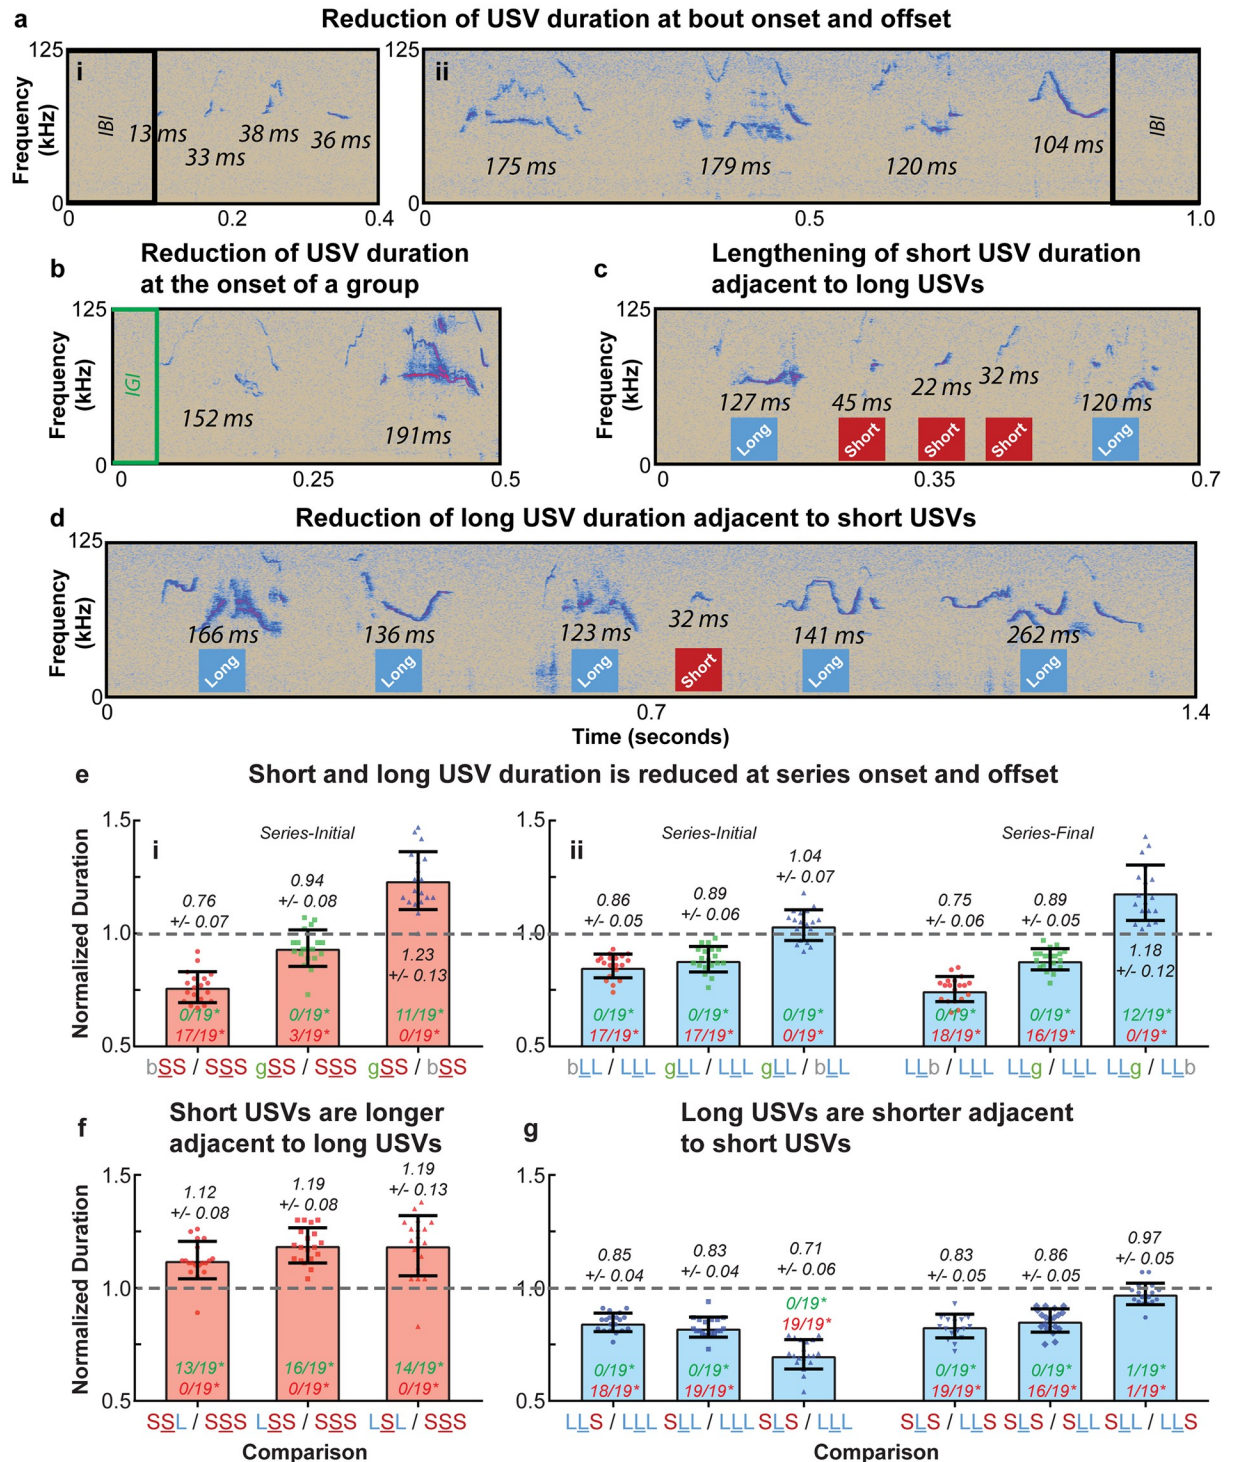 a
Reduction of USV duration at bout onset and offset
Frequency
(kHz)
125
0
i
IBI
13 ms
33 ms
38 ms
36 ms
0
0.2
0.4
125
0
ii
175 ms
179 ms
120 ms
104 ms
IBI
0
0.5
1.0
b
Reduction of USV duration
at the onset of a group
Frequency
(kHz)
125
0
IGI
152 ms
191ms
0
0.25
0.5
c
Lengthening of short USV duration
adjacent to long USVs
Frequency
(kHz)
125
0
127 ms
45 ms
22 ms
32 ms
120 ms
Long
Short
Short
Short
Long
0
0.35
0.7
d
Reduction of long USV duration adjacent to short USVs
Frequency
(kHz)
125
0
166 ms
136 ms
123 ms
32 ms
141 ms
262 ms
Long
Long
Long
Short
Long
Long
0
0.7
1.4
Time (seconds)
e
Short and long USV duration is reduced at series onset and offset
Normalized Duration
1.5
1.0
0.5
i
Series-Initial
0.76
+/- 0.07
0.94
+/- 0.08
1.23
+/- 0.13
0/19*
17/19*
0/19*
3/19*
11/19*
0/19*
bSS / SSS
gSS / SSS
gSS / bSS
1.5
1.0
0.5
ii
Series-Initial
Series-Final
0.86
+/- 0.05
0.89
+/- 0.06
1.04
+/- 0.07
0.75
+/- 0.06
0.89
+/- 0.05
1.18
+/- 0.12
0/19*
17/19*
0/19*
17/19*
0/19*
0/19*
0/19*
18/19*
0/19*
16/19*
12/19*
0/19*
bLL / LLL
gLL / LLL
gLL / bLL
LLb / LLL
LLg / LLL
LLg / LLb
f
Short USVs are longer
adjacent to long USVs
Normalized Duration
1.5
1.0
0.5
1.12
+/- 0.08
1.19
+/- 0.08
1.19
+/- 0.13
13/19*
0/19*
16/19*
0/19*
14/19*
0/19*
SSL / SSS
LSS / SSS
LSL / SSS
Comparison
g
Long USVs are shorter adjacent
to short USVs
1.5
1.0
0.5
0.85
+/- 0.04
0.83
+/- 0.04
0.71
+/- 0.06
0.83
+/- 0.05
0.86
+/- 0.05
0.97
+/- 0.05
0/19*
18/19*
0/19*
19/19*
0/19*
19/19*
0/19*
19/19*
0/19*
16/19*
1/19*
1/19*
LLS / LLL
SLL / LLL
SLS / LLL
SLS / LLS
SLS / SLL
SLL / LLS
Comparison